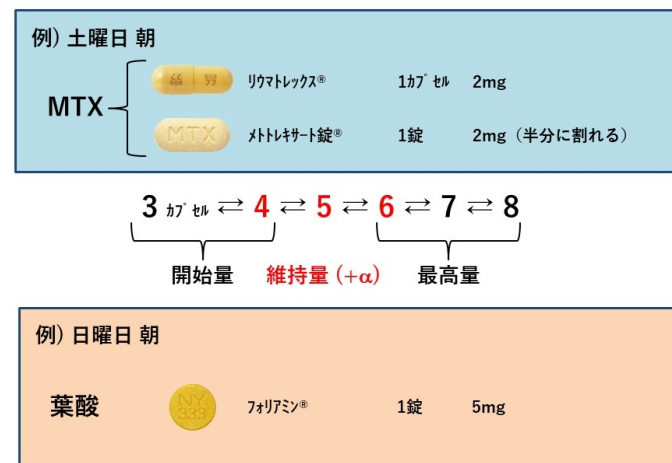 例) 土曜日 朝
MTX
リウマトレックス® 1ｶﾌﾟｾﾙ 2mg
MTX
メトトレキサート錠® 1錠 2mg（半分に割れる）
3 ｶﾌﾟｾﾙ ⇄ 4 ⇄ 5 ⇄ 6 ⇄ 7 ⇄ 8
開始量 維持量 (+α) 最高量
例) 日曜日 朝
葉酸
NY
333
フォリアミン® 1錠 5mg